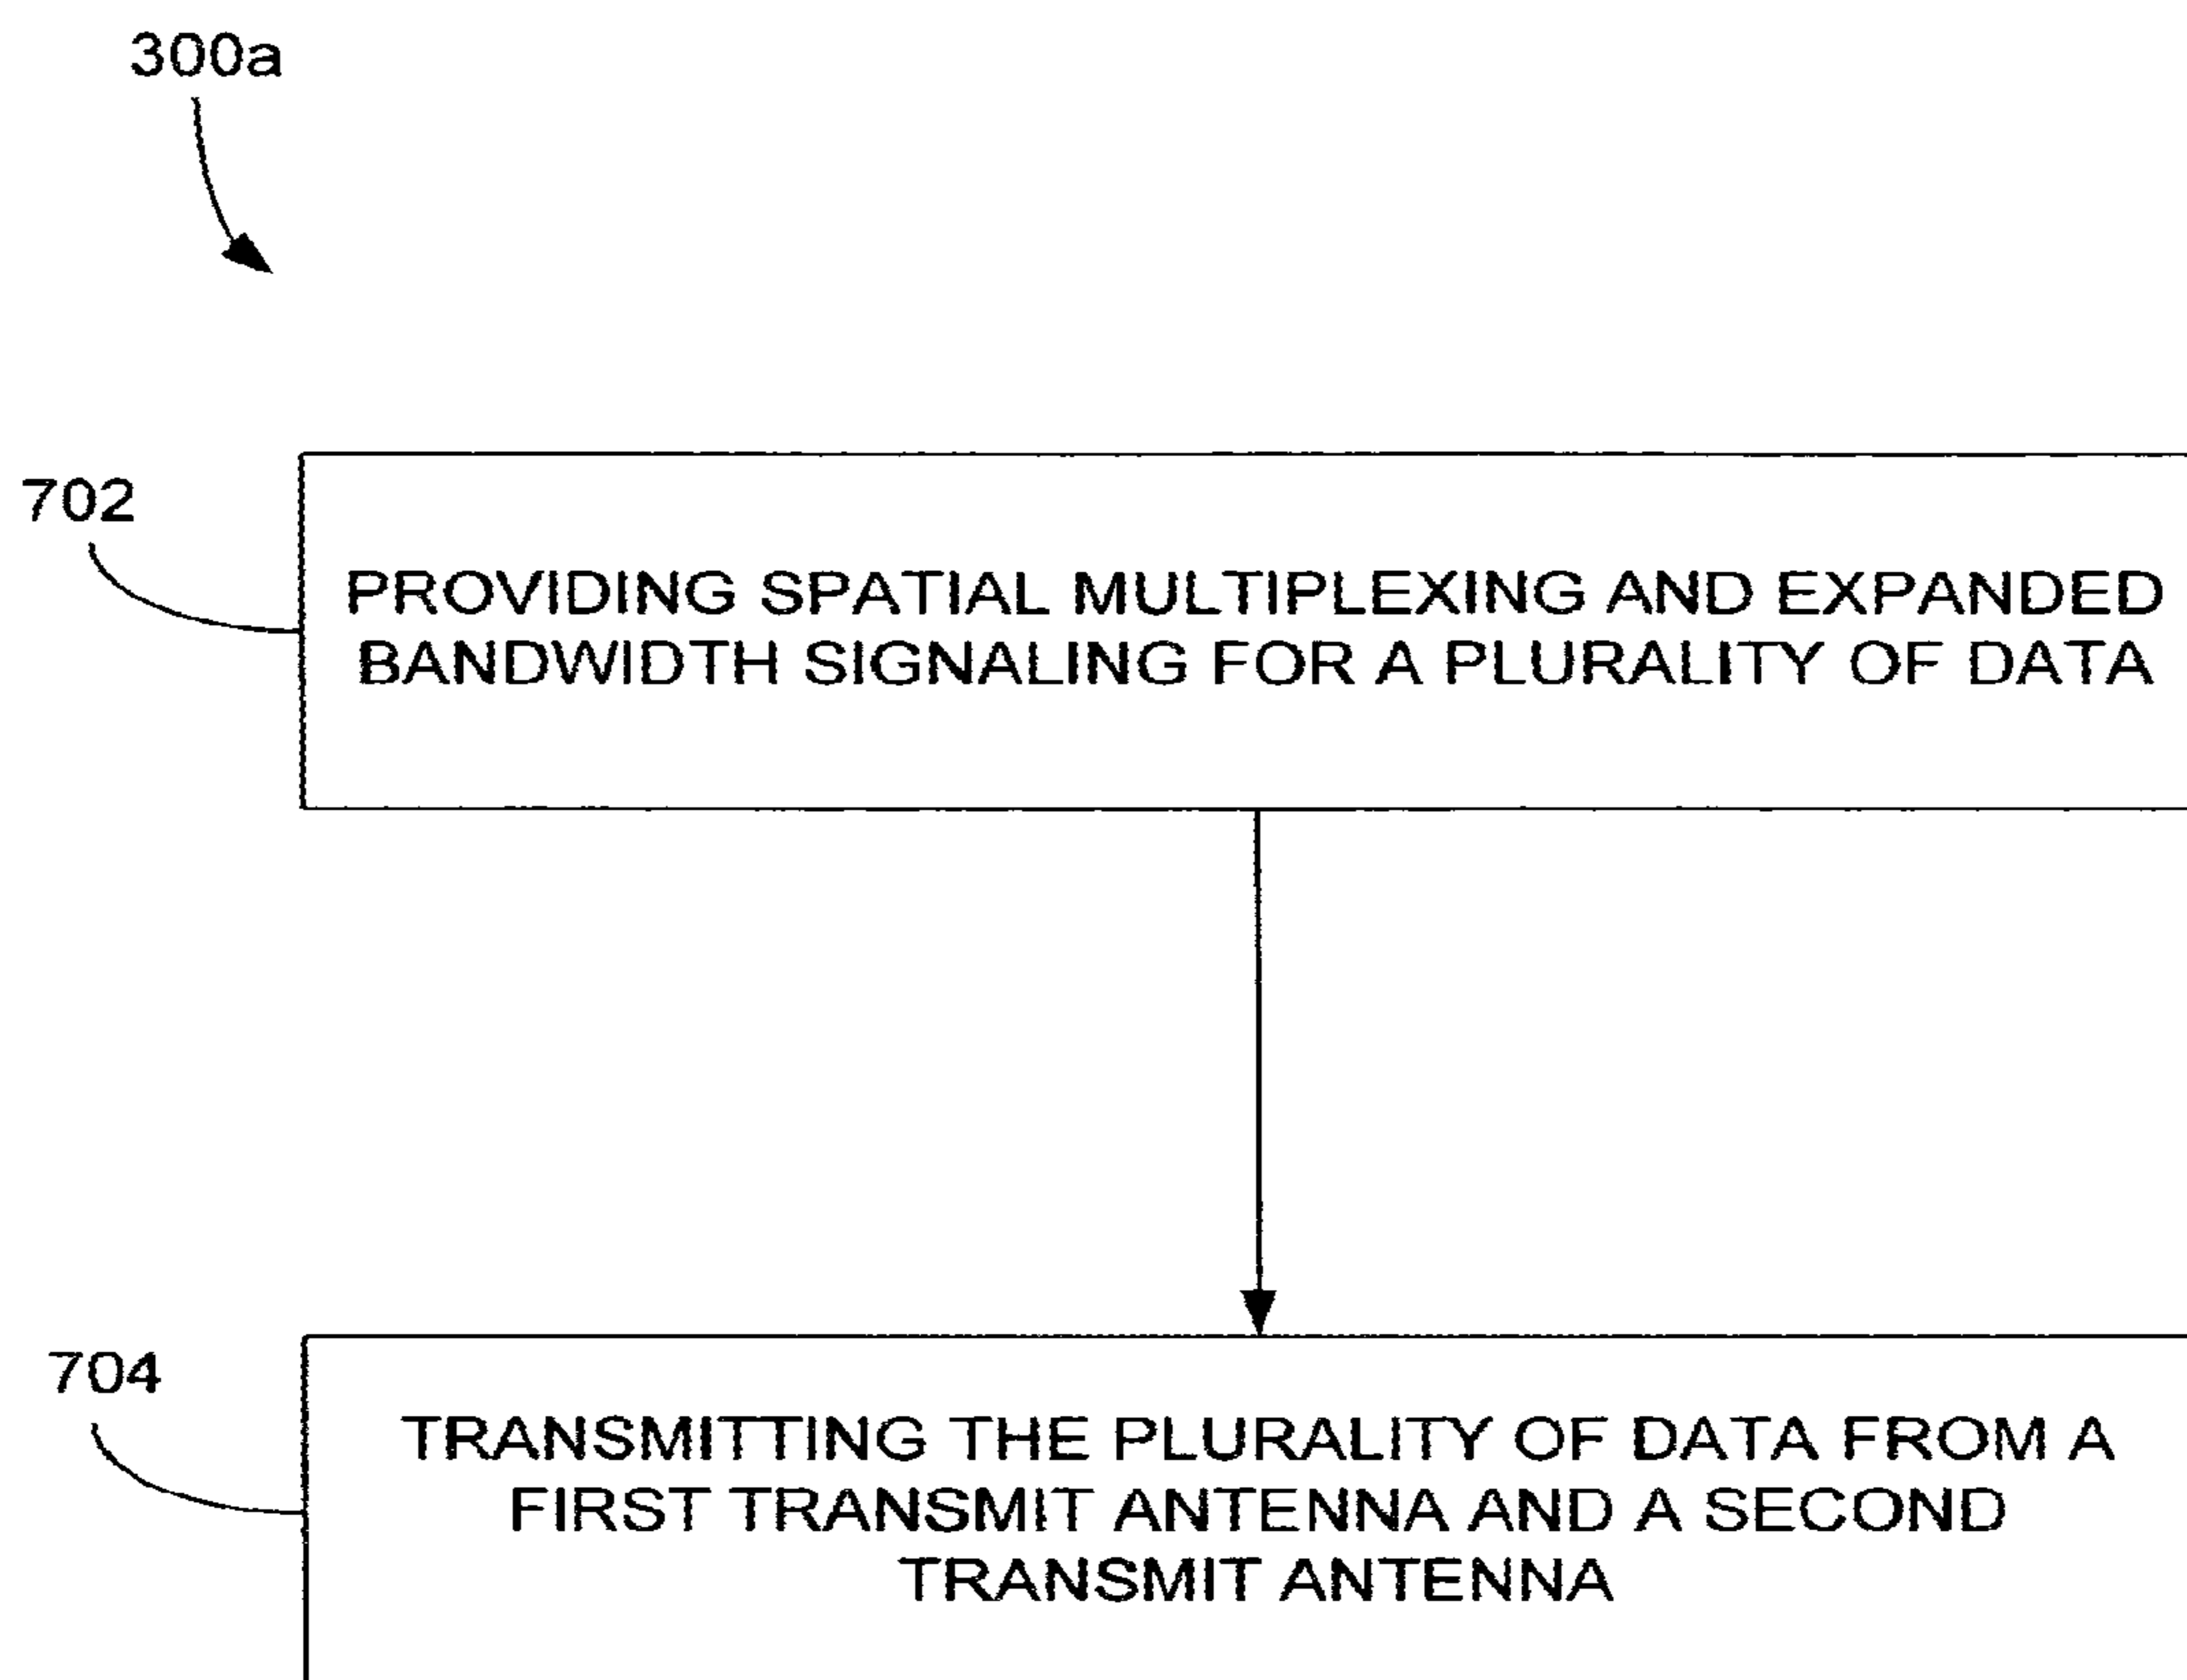 300a
702
PROVIDING SPATIAL MULTIPLEXING AND EXPANDED
BANDWIDTH SIGNALING FOR A PLURALITY OF DATA
704
TRANSMITTING THE PLURALITY OF DATA FROM A
FIRST TRANSMIT ANTENNA AND A SECOND
TRANSMIT ANTENNA